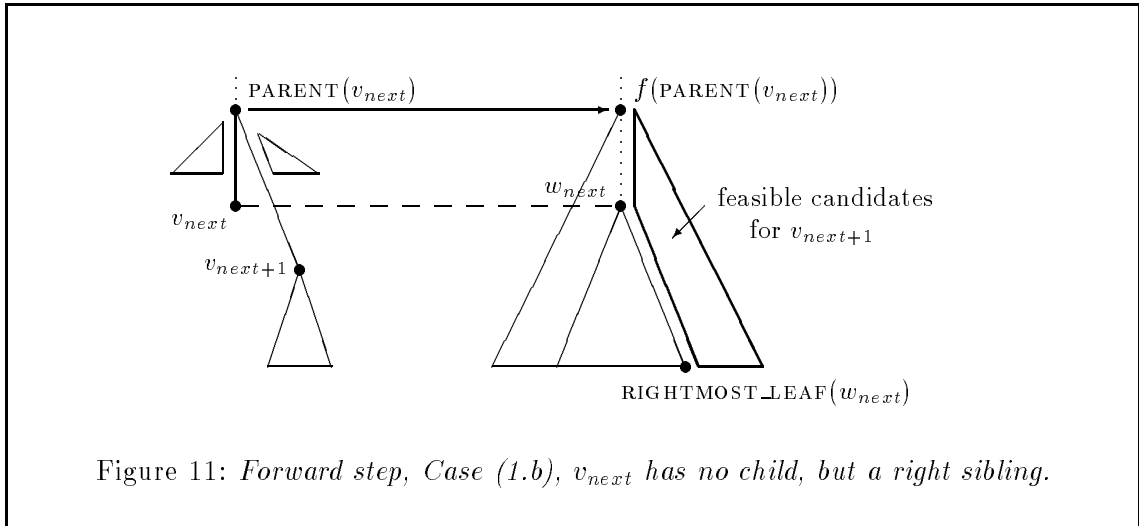 PARENT(v_next)
f(PARENT(v_next))
w_next
v_next
feasible candidates
for v_next+1
v_next+1
RIGHTMOST_LEAF(w_next)
Figure 11: Forward step, Case (1.b), v_next has no child, but a right sibling.